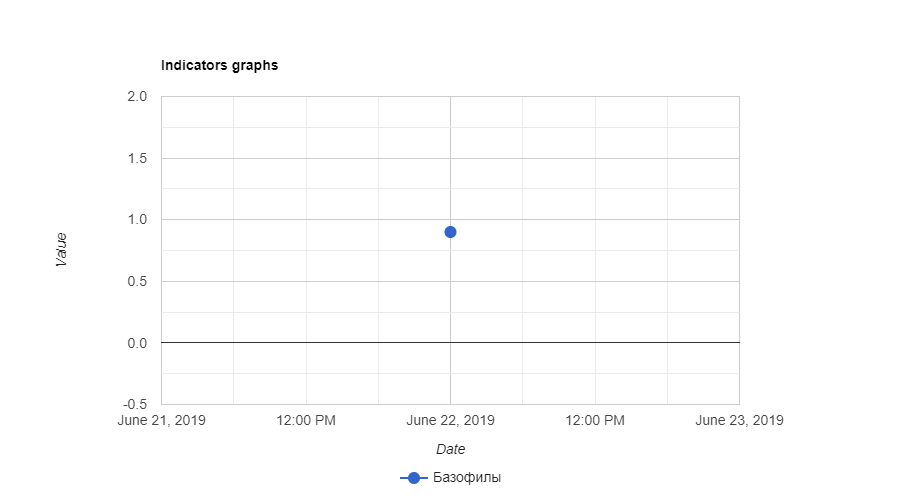 Indicators graphs
2.0
1.5
1.0
0.5
0.0
-0.5
Value
June 21, 2019 12:00 PM June 22, 2019 12:00 PM June 23, 2019
Date
Базофилы